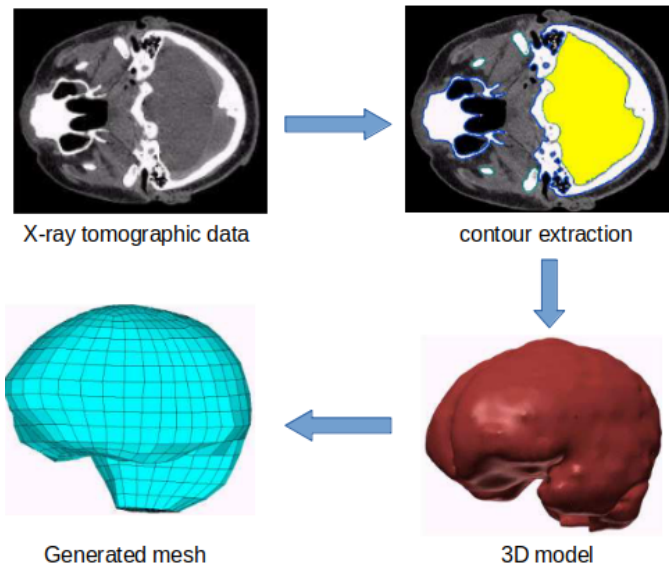 X-ray tomographic data
contour extraction
Generated mesh
3D model